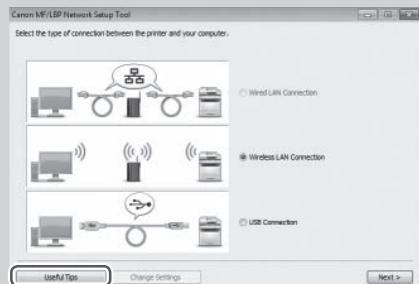 Canon MF/LBP Network Setup Tool
Select the type of connection between the printer and your computer.
Wired LAN Connection
Wireless LAN Connection
USB Connection
Useful Tips
Change Settings
Next >